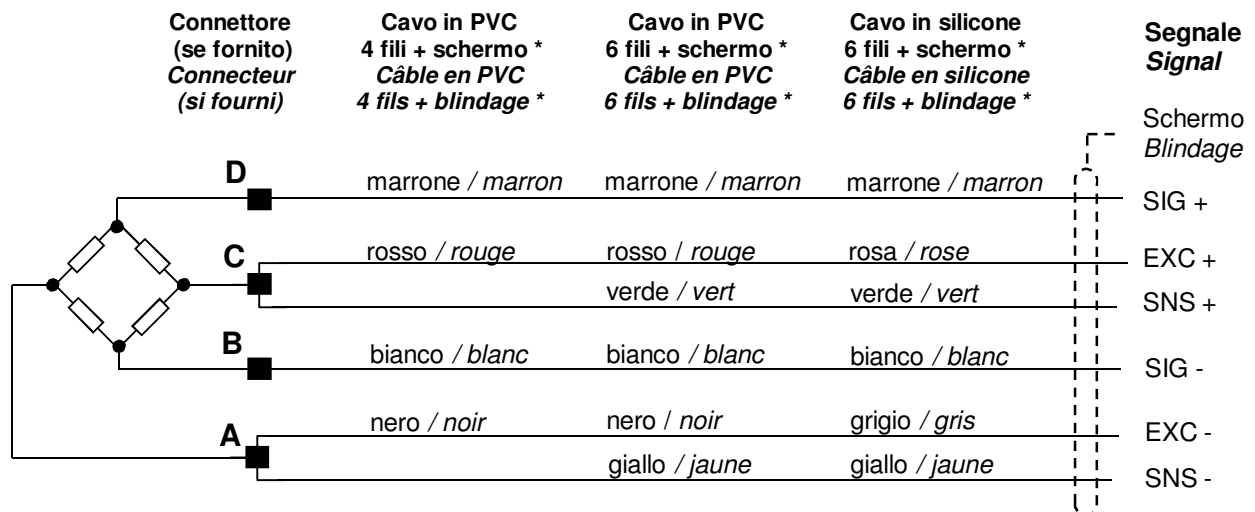 Connettore
(se fornito)
Connecteur
(si fourni)
Cavo in PVC
4 fili + schermo *
Câble en PVC
4 fils + blindage *
Cavo in PVC
6 fili + schermo *
Câble en PVC
6 fils + blindage *
Cavo in silicone
6 fili + schermo *
Câble en silicone
6 fils + blindage *
Segnale
Signal
Schermo
Blindage
D
marrone / marron
marrone / marron
marrone / marron
SIG +
C
rosso / rouge
rosso / rouge
rosa / rose
EXC +
verde / vert
verde / vert
SNS +
B
bianco / blanc
bianco / blanc
bianco / blanc
SIG -
A
nero / noir
nero / noir
grigio / gris
EXC -
giallo / jaune
giallo / jaune
SNS -